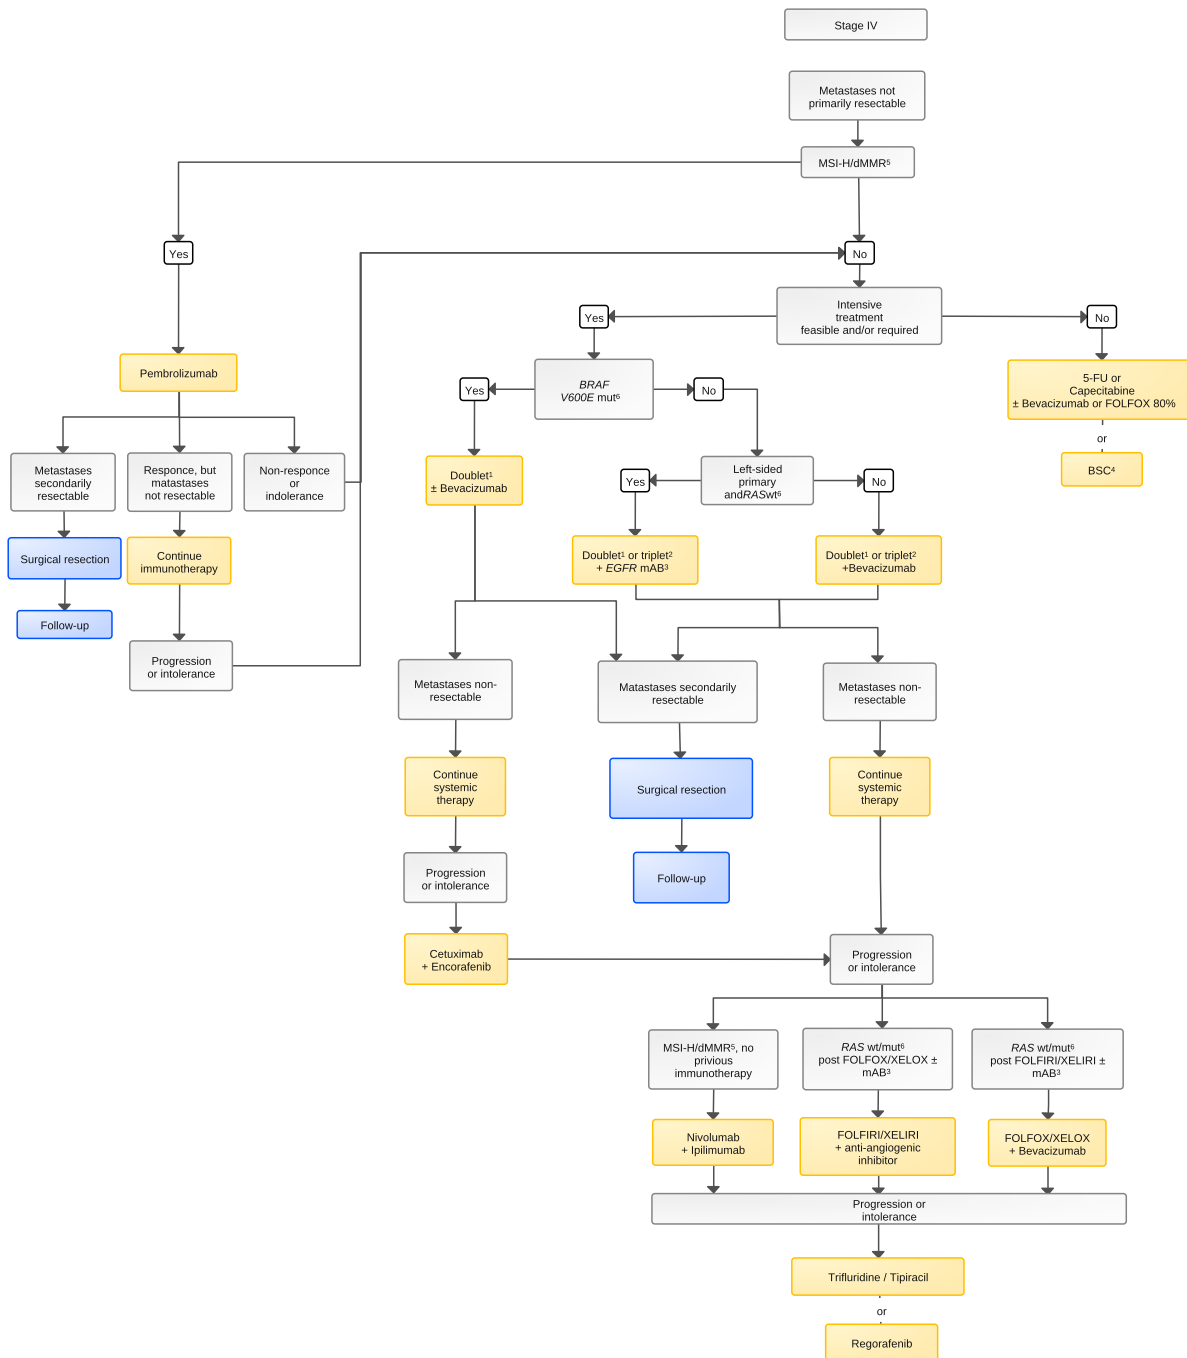 Stage IV
Metastases not
primarily resectable
MSI-H/dMMR⁵
Yes
No
Intensive
treatment
feasible and/or required
Yes
No
Pembrolizumab
BRAF
V600E mut⁶
Yes
No
5-FU or
Capecitabine
± Bevacizumab or FOLFOX 80%
or
BSC⁴
Metastases
secondarily
resectable
Responce, but
matastases
not resectable
Non-responce
or
indolerance
Doublet¹
± Bevacizumab
Left-sided
primary
andRASwt⁶
Yes
No
Surgical resection
Continue
immunotherapy
Doublet¹ or triplet²
+ EGFR mAB³
Doublet¹ or triplet²
+Bevacizumab
Follow-up
Progression
or intolerance
Metastases non-
resectable
Matastases secondarily
resectable
Metastases non-
resectable
Continue
systemic
therapy
Surgical resection
Continue
systemic
therapy
Progression
or intolerance
Follow-up
Cetuximab
+ Encorafenib
Progression
or intolerance
MSI-H/dMMR⁵, no
privious
immunotherapy
RAS wt/mut⁶
post FOLFOX/XELOX ±
mAB³
RAS wt/mut⁶
post FOLFIRI/XELIRI ±
mAB³
Nivolumab
+ Ipilimumab
FOLFIRI/XELIRI
+ anti-angiogenic
inhibitor
FOLFOX/XELOX
+ Bevacizumab
Progression or
intolerance
Trifluridine / Tipiracil
or
Regorafenib